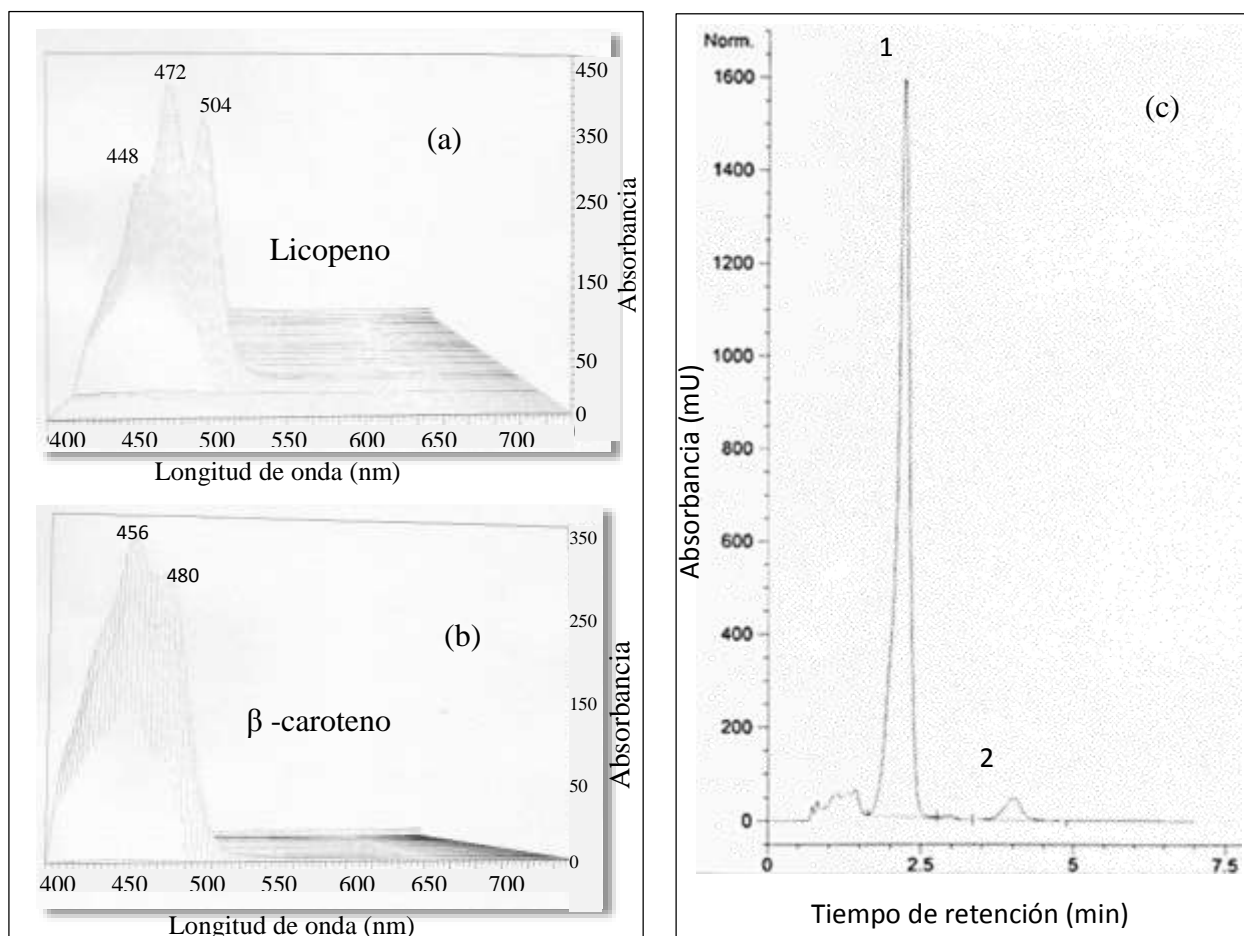 472
504
448
(a)
Licopeno
450
350
250
150
50
0
Absorbancia
400 450 500 550 600 650 700
Longitud de onda (nm)
456
480
(b)
β -caroteno
350
250
150
50
0
Absorbancia
400 450 500 550 600 650 700
Longitud de onda (nm)
Norm.
1
(c)
1600
1400
1200
1000
800
600
400
200
0
2
Absorbancia (mU)
0 2.5 5 7.5
Tiempo de retención (min)